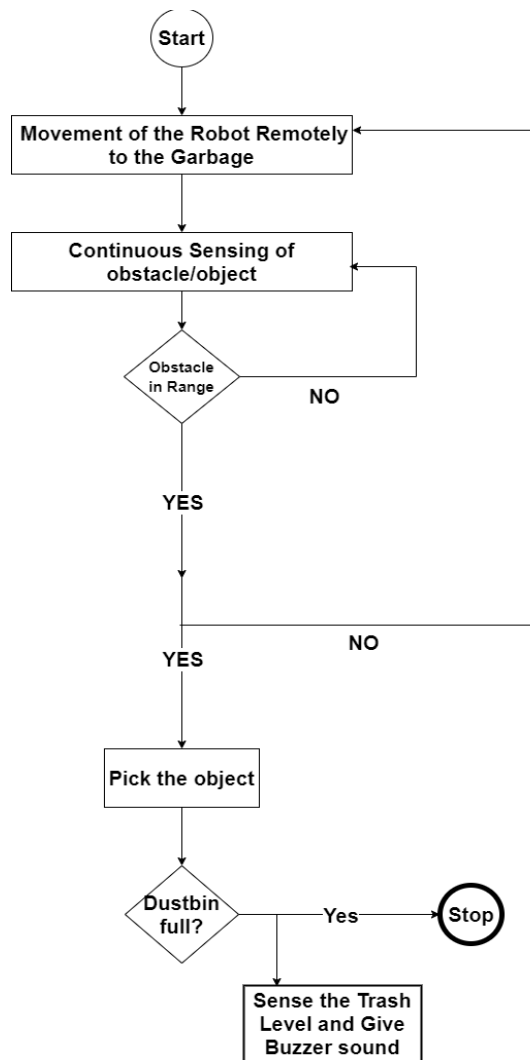 Start
Movement of the Robot Remotely
to the Garbage
Continuous Sensing of
obstacle/object
Obstacle
in Range
NO
YES
NO
YES
Pick the object
Dustbin
full?
Yes
Stop
Sense the Trash
Level and Give
Buzzer sound